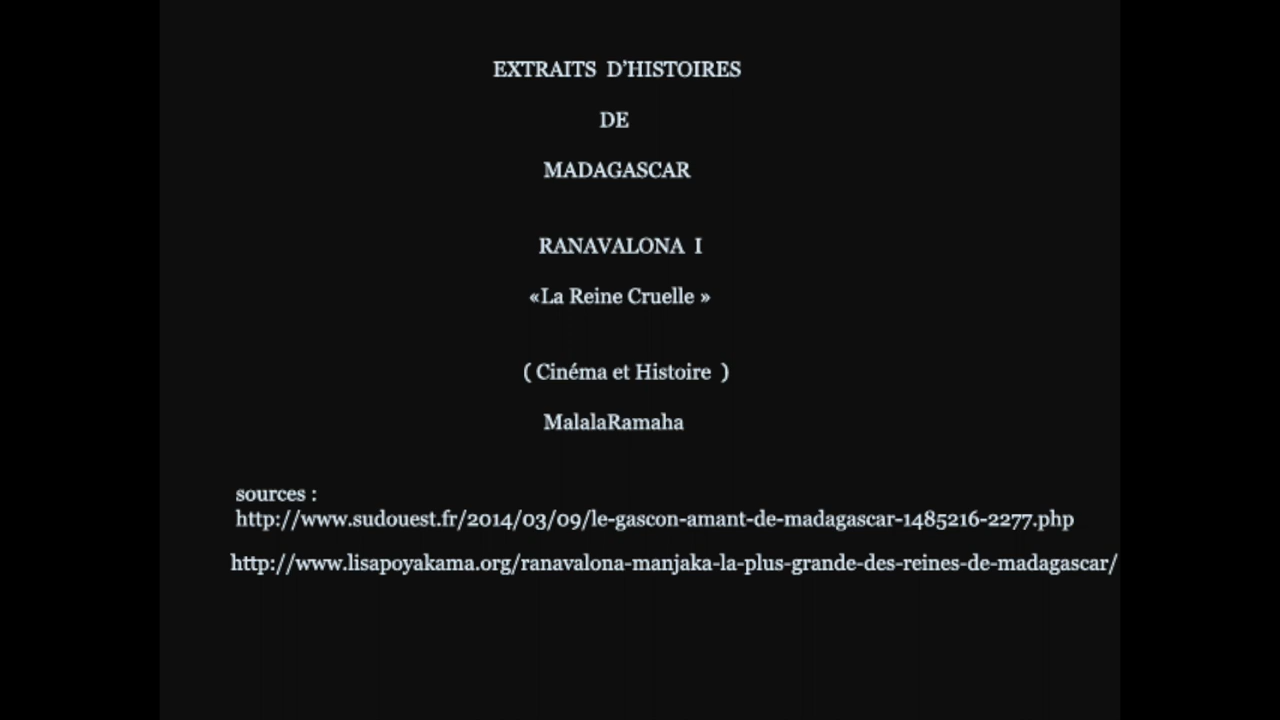 EXTRAITS D’HISTOIRES
DE
MADAGASCAR
RANAVALONA I
«La Reine Cruelle »
( Cinéma et Histoire )
MalalaRamaha
sources :
http://www.sudouest.fr/2014/03/09/le-gascon-amant-de-madagascar-1485216-2277.php
http://www.lisapoyakama.org/ranavalona-manjaka-la-plus-grande-des-reines-de-madagascar/